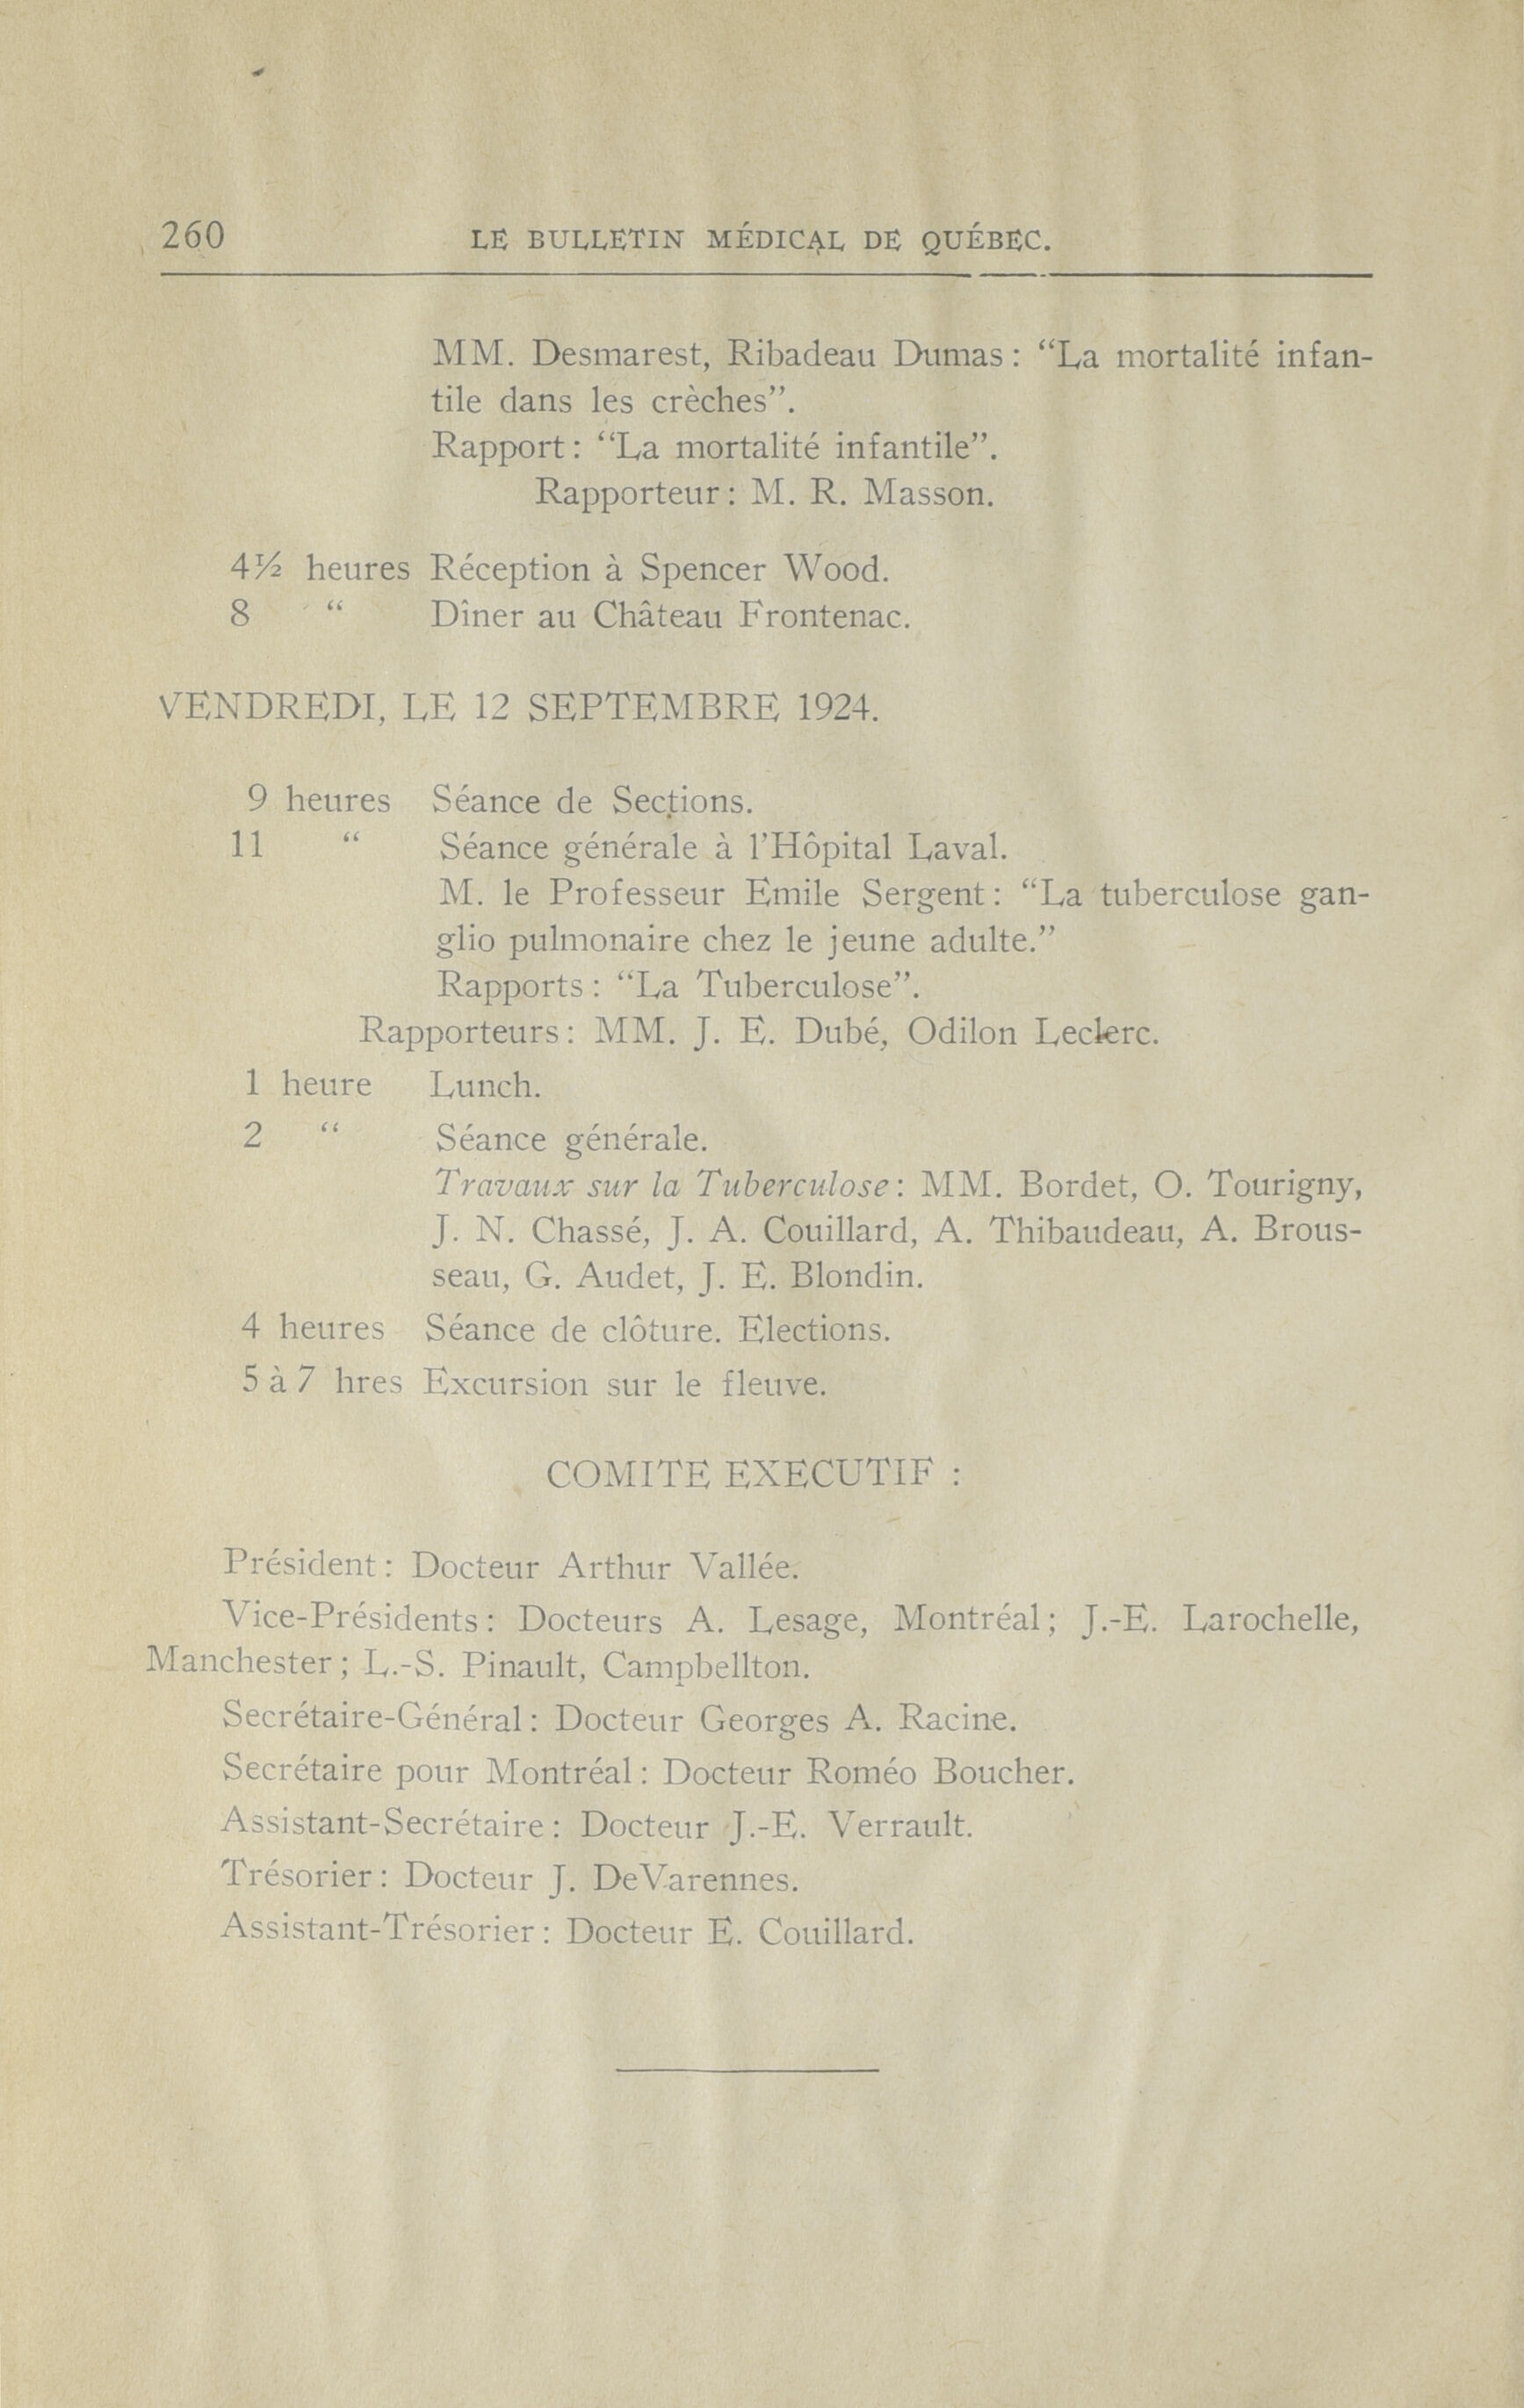 260 LE BULLETIN MÉDICAL DE QUÉBEC.
MM. Desmarest, Ribadeau Dumas : “La mortalité infan-
tile dans les crèches”.
Rapport : “La mortalité infantile”.
Rapporteur : M. R. Masson.
4½ heures Réception à Spencer Wood.
8 “ Dîner au Château Frontenac.
VENDREDI, LE 12 SEPTEMBRE 1924.
9 heures Séance de Sections.
11 “ Séance générale à l’Hôpital Laval.
M. le Professeur Emile Sergent : “La tuberculose gan-
glio pulmonaire chez le jeune adulte.”
Rapports : “La Tuberculose”.
Rapporteurs : MM. J. E. Dubé, Odilon Leclerc.
1 heure Lunch.
2 “ Séance générale.
Travaux sur la Tuberculose : MM. Bordet, O. Tourigny,
J. N. Chassé, J. A. Couillard, A. Thibaudeau, A. Brous-
seau, G. Audet, J. E. Blondin.
4 heures Séance de clôture. Elections.
5 à 7 hres Excursion sur le fleuve.
COMITE EXECUTIF :
Président : Docteur Arthur Vallée.
Vice-Présidents : Docteurs A. Lesage, Montréal ; J.-E. Larochelle,
Manchester ; L.-S. Pinault, Campbellton.
Secrétaire-Général : Docteur Georges A. Racine.
Secrétaire pour Montréal : Docteur Roméo Boucher.
Assistant-Secrétaire : Docteur J.-E. Verrault.
Trésorier : Docteur J. DeVarennes.
Assistant-Trésorier : Docteur E. Couillard.